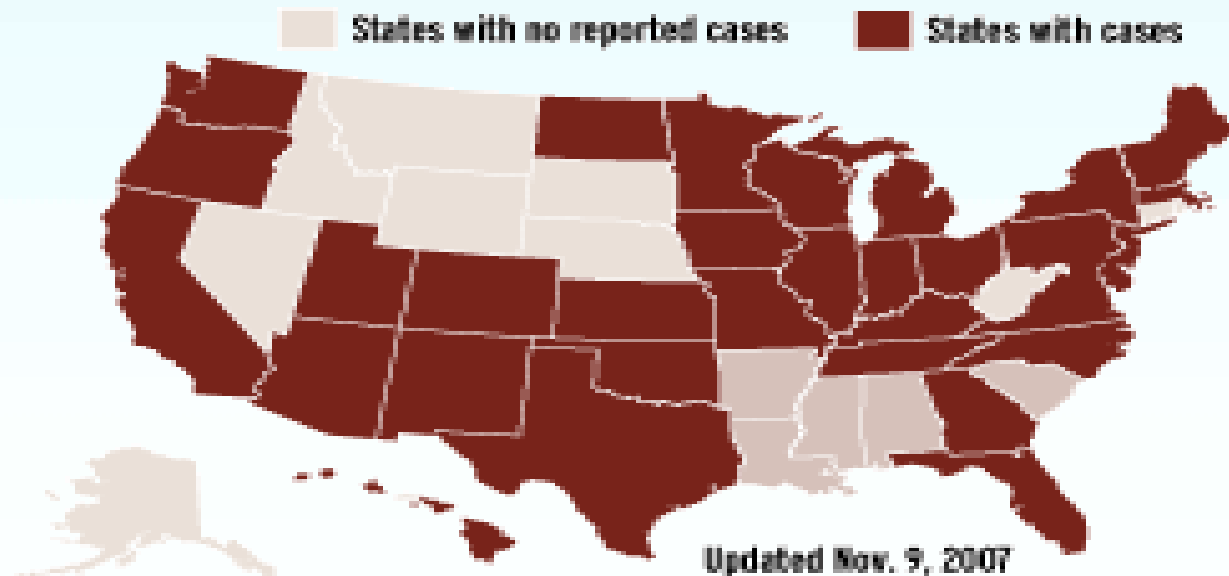 States with no reported cases
States with cases
Updated Nov. 9, 2007